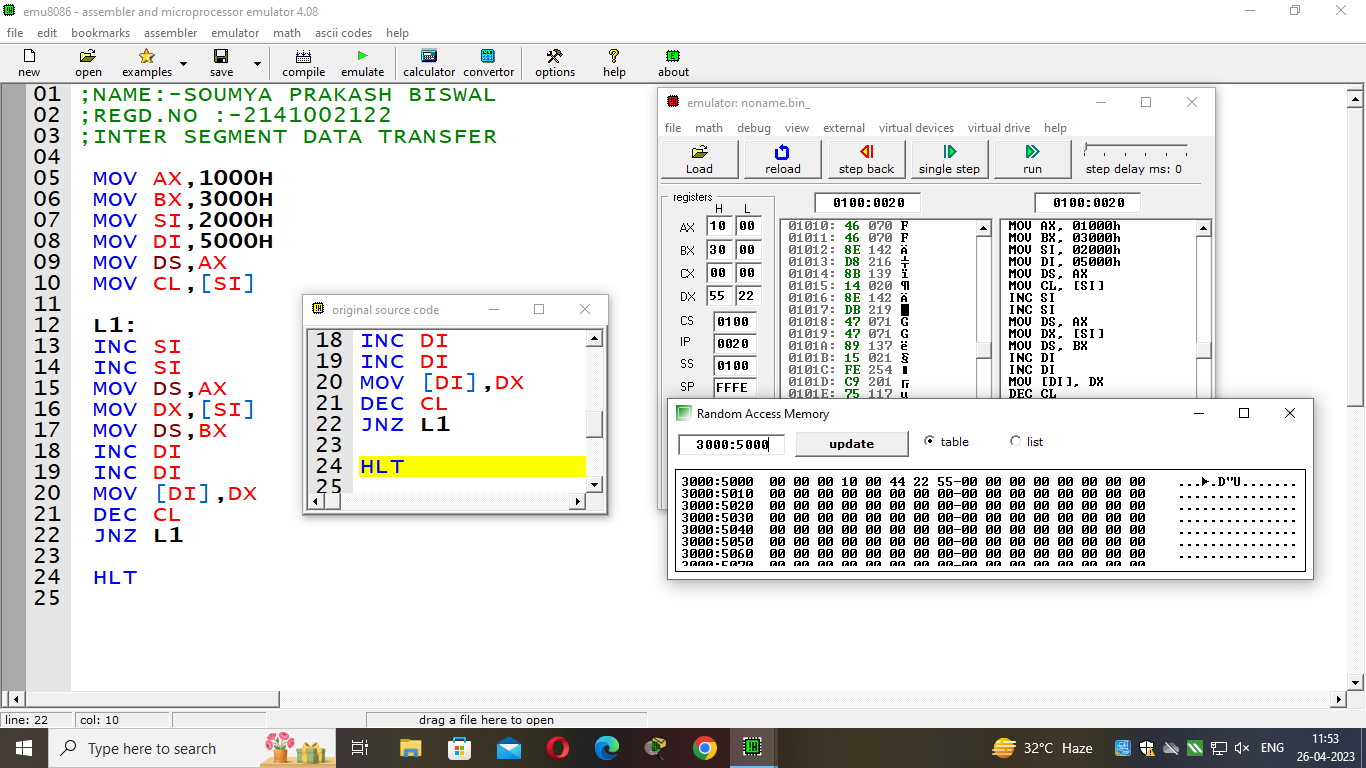 emu8086 - assembler and microprocessor emulator 4.08
file edit bookmarks assembler emulator math ascii codes help
new open examples save compile emulate calculator convertor options help about
01 ;NAME:-SOUMYA PRAKASH BISWAL
02 ;REGD.NO :-2141002122
03 ;INTER SEGMENT DATA TRANSFER
04
05 MOV AX,1000H
06 MOV BX,3000H
07 MOV SI,2000H
08 MOV DI,5000H
09 MOV DS,AX
10 MOV CL,[SI]
11
12 L1:
13 INC SI
14 INC SI
15 MOV DS,AX
16 MOV DX,[SI]
17 MOV DS,BX
18 INC DI
19 INC DI
20 MOV [DI],DX
21 DEC CL
22 JNZ L1
23
24 HLT
25
original source code
18 INC DI
19 INC DI
20 MOV [DI],DX
21 DEC CL
22 JNZ L1
23
24 HLT
25
emulator: noname.bin_
file math debug view external virtual devices virtual drive help
Load reload step back single step run step delay ms: 0
registers
H L
AX 10 00
BX 30 00
CX 00 00
DX 55 22
CS 0100
IP 0020
SS 0100
SP FFFE
0100:0020
01010: 46 070 F
01011: 46 070 F
01012: 8E 142 Ä
01013: D8 216 ╪
01014: 8B 139 ï
01015: 14 020 ¶
01016: 8E 142 Ä
01017: DB 219 █
01018: 47 071 G
01019: 47 071 G
0101A: 89 137 ë
0101B: 15 021 §
0101C: FE 254 ■
0101D: C9 201 ╔
0101E: 75 117 u
0100:0020
MOV AX, 01000h
MOV BX, 03000h
MOV SI, 02000h
MOV DI, 05000h
MOV DS, AX
MOV CL, [SI]
INC SI
INC SI
MOV DS, AX
MOV DX, [SI]
MOV DS, BX
INC DI
INC DI
MOV [DI], DX
DEC CL
Random Access Memory
3000:5000 update table list
3000:5000 00 00 00 10 00 44 22 55-00 00 00 00 00 00 00 00 ...►.D"U.......
3000:5010 00 00 00 00 00 00 00 00-00 00 00 00 00 00 00 00 ...............
3000:5020 00 00 00 00 00 00 00 00-00 00 00 00 00 00 00 00 ...............
3000:5030 00 00 00 00 00 00 00 00-00 00 00 00 00 00 00 00 ...............
3000:5040 00 00 00 00 00 00 00 00-00 00 00 00 00 00 00 00 ...............
3000:5050 00 00 00 00 00 00 00 00-00 00 00 00 00 00 00 00 ...............
3000:5060 00 00 00 00 00 00 00 00-00 00 00 00 00 00 00 00 ...............
3000:5070 00 00 00 00 00 00 00 00-00 00 00 00 00 00 00 00
line: 22 col: 10 drag a file here to open
Type here to search
32°C Haze
ENG
11:53
26-04-2023